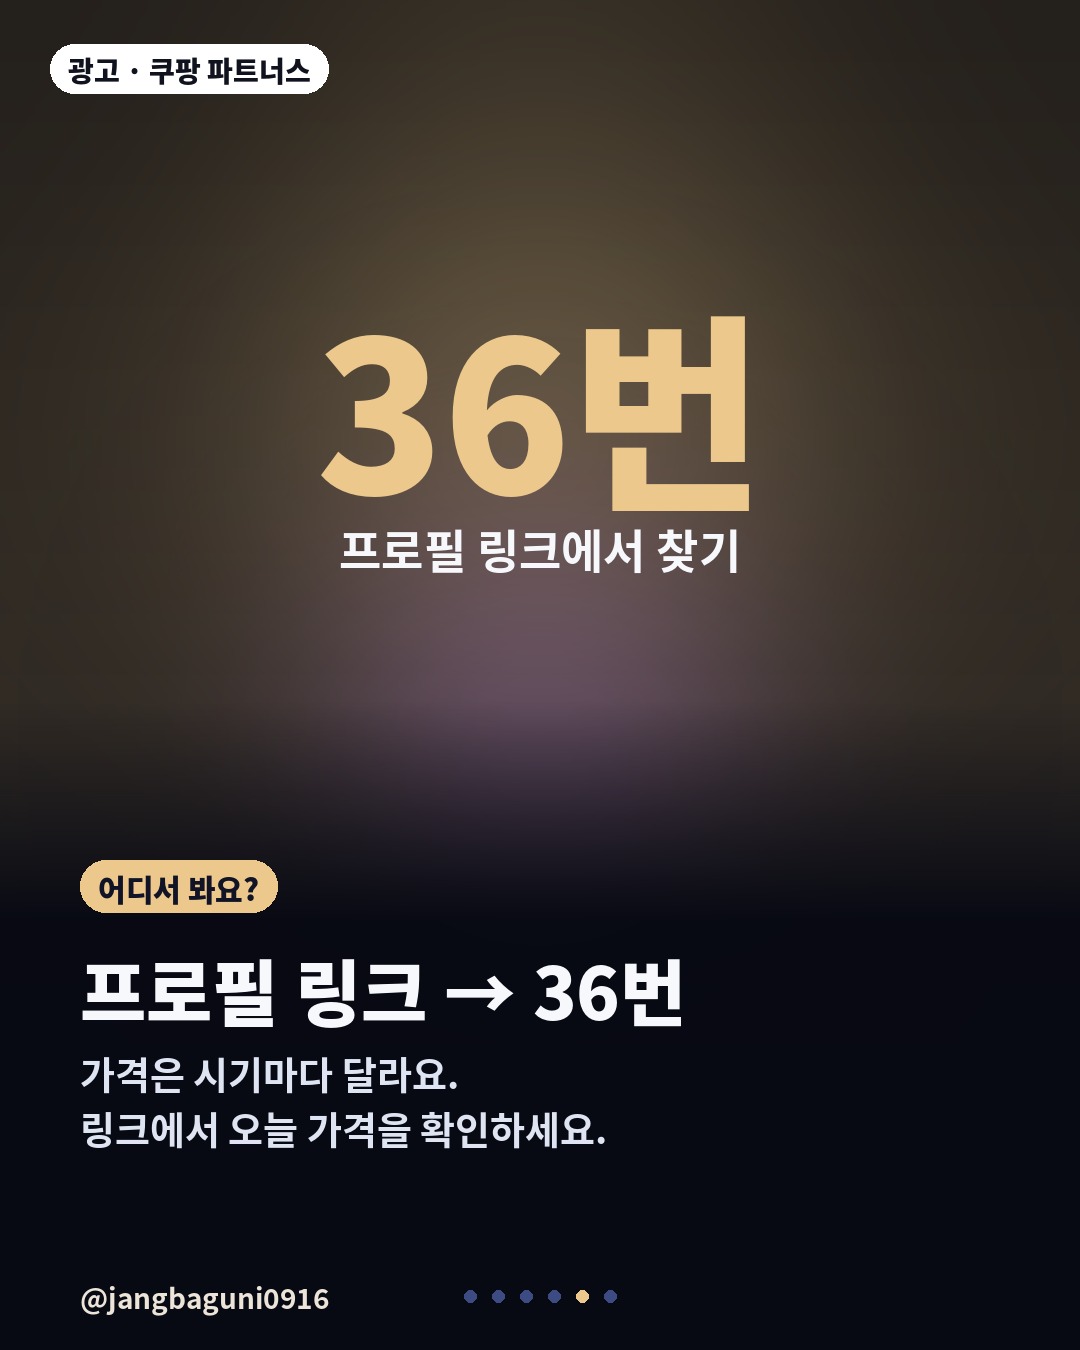 광고 · 쿠팡 파트너스
36번
프로필 링크에서 찾기
어디서 봐요?
프로필 링크 → 36번
가격은 시기마다 달라요.
링크에서 오늘 가격을 확인하세요.
@jangbaguni0916